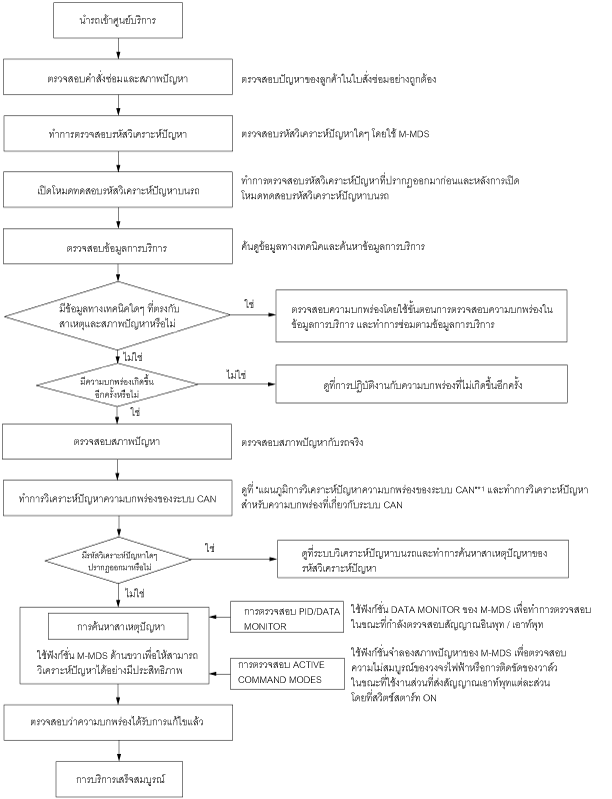 นำรถเข้าศูนย์บริการ
ตรวจสอบคำสั่งซ่อมและสภาพปัญหา
ตรวจสอบปัญหาของลูกค้าในใบสั่งซ่อมอย่างถูกต้อง
ทำการตรวจสอบรหัสวิเคราะห์ปัญหา
ตรวจสอบรหัสวิเคราะห์ปัญหาใดๆ โดยใช้ M-MDS
เปิดโหมดทดสอบรหัสวิเคราะห์ปัญหาบนรถ
ทำการตรวจสอบรหัสวิเคราะห์ปัญหาที่ปรากฏออกมาก่อนและหลังการเปิด
โหมดทดสอบรหัสวิเคราะห์ปัญหาบนรถ
ตรวจสอบข้อมูลการบริการ
ค้นดูข้อมูลทางเทคนิคและค้นหาข้อมูลการบริการ
มีข้อมูลทางเทคนิคใดๆ ที่ตรงกับ
สาเหตุและสภาพปัญหาหรือไม่
ใช่
ตรวจสอบความบกพร่องโดยใช้ขั้นตอนการตรวจสอบความบกพร่องใน
ข้อมูลการบริการ และทำการซ่อมตามข้อมูลการบริการ
ไม่ใช่
มีความบกพร่องเกิดขึ้น
อีกครั้งหรือไม่
ไม่ใช่
ดูที่การปฏิบัติงานกับความบกพร่องที่ไม่เกิดขึ้นอีกครั้ง
ใช่
ตรวจสอบสภาพปัญหา
ตรวจสอบสภาพปัญหากับรถจริง
ทำการวิเคราะห์ปัญหาความบกพร่องของระบบ CAN
ดูที่ "แผนภูมิการวิเคราะห์ปัญหาความบกพร่องของระบบ CAN"*1 และทำการวิเคราะห์ปัญหา
สำหรับความบกพร่องที่เกี่ยวกับระบบ CAN
มีรหัสวิเคราะห์ปัญหาใดๆ
ปรากฏออกมาหรือไม่
ใช่
ดูที่ระบบวิเคราะห์ปัญหาบนรถและทำการค้นหาสาเหตุปัญหาของ
รหัสวิเคราะห์ปัญหา
ไม่ใช่
การค้นหาสาเหตุปัญหา
ใช้ฟังก์ชั่น M-MDS ด้านขวาเพื่อให้สามารถ
วิเคราะห์ปัญหาได้อย่างมีประสิทธิภาพ
การตรวจสอบ PID/DATA
MONITOR
ใช้ฟังก์ชั่น DATA MONITOR ของ M-MDS เพื่อทำการตรวจสอบ
ในขณะที่กำลังตรวจสอบสัญญาณอินพุท / เอาท์พุท
การตรวจสอบ ACTIVE
COMMAND MODES
ใช้ฟังก์ชั่นจำลองสภาพปัญหาของ M-MDS เพื่อตรวจสอบ
ความไม่สมบูรณ์ของวงจรไฟฟ้าหรือการติดขัดของวาล์ว
ในขณะที่ใช้งานส่วนที่ส่งสัญญาณเอาท์พุทแต่ละส่วน
โดยที่สวิตช์สตาร์ท ON
ตรวจสอบว่าความบกพร่องได้รับการแก้ไขแล้ว
การบริการเสร็จสมบูรณ์